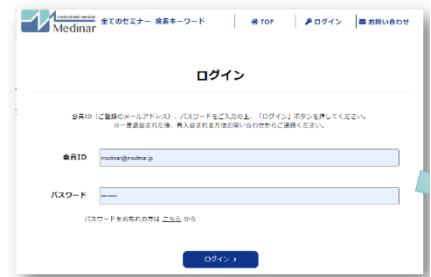 medical web seminar
Medinar
全てのセミナー 検索キーワード
TOP
ログイン
お問い合わせ
ログイン
会員ID（ご登録のメールアドレス）、パスワードをご入力の上、「ログイン」ボタンを押してください。
※一度退会された後、再入会される方はお問い合わせからご連絡ください。
会員ID
medinar@medinar.jp
パスワード
パスワードをお忘れの方は こちら から
ログイン